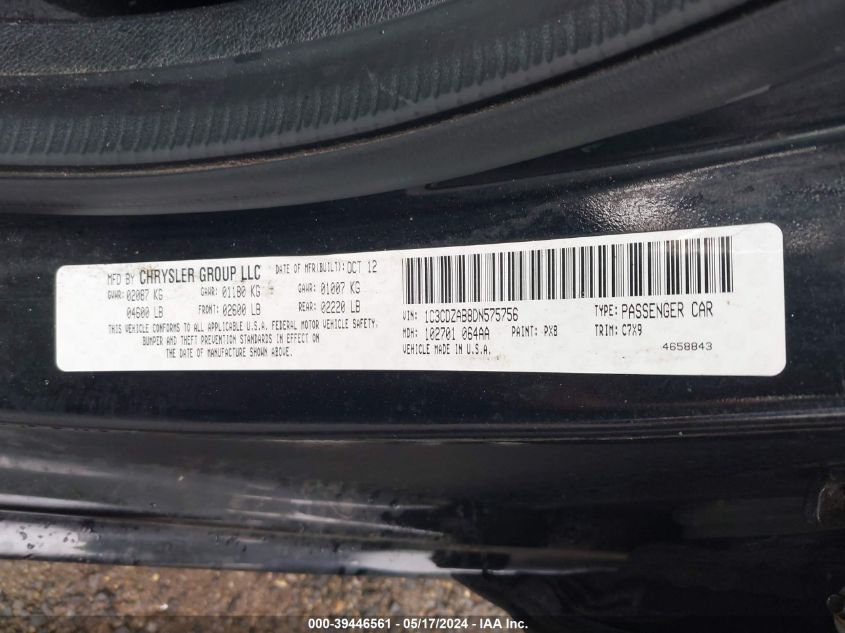 MFD BY CHRYSLER GROUP LLC DATE OF MFR(BUILT): OCT 12
GVWR: 02087 KG GAWR: 01180 KG GAWR: 01007 KG
04600 LB FRONT: 02600 LB REAR: 02220 LB
THIS VEHICLE CONFORMS TO ALL APPLICABLE U.S.A. FEDERAL MOTOR VEHICLE SAFETY,
BUMPER AND THEFT PREVENTION STANDARDS IN EFFECT ON
THE DATE OF MANUFACTURE SHOWN ABOVE.
VIN: 1C3CDZAB8DN575756 TYPE: PASSENGER CAR
MDH: 102701 064AA PAINT: PX8 TRIM: C7X9
VEHICLE MADE IN U.S.A. 4658843
000-39446561 - 05/17/2024 - IAA Inc.